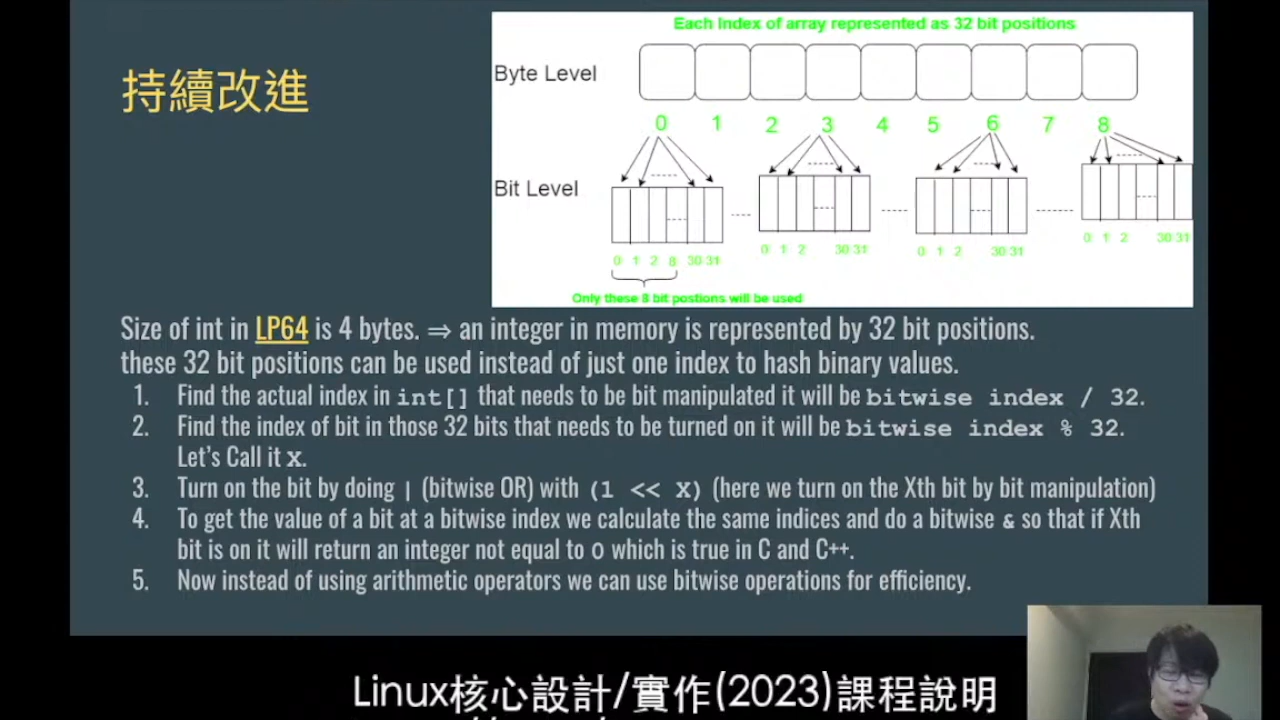 持續改進
Each Index of array represented as 32 bit positions
Byte Level
0 1 2 3 4 5 6 7 8
Bit Level
0 1 2 8 30 31
0 1 2 30 31
0 1 2 30 31
0 1 2 30 31
Only these 8 bit postions will be used
Size of int in LP64 is 4 bytes. ⇒ an integer in memory is represented by 32 bit positions.
these 32 bit positions can be used instead of just one index to hash binary values.
1. Find the actual index in int[] that needs to be bit manipulated it will be bitwise index / 32.
2. Find the index of bit in those 32 bits that needs to be turned on it will be bitwise index % 32.
Let's Call it X.
3. Turn on the bit by doing | (bitwise OR) with (1 << X) (here we turn on the Xth bit by bit manipulation)
4. To get the value of a bit at a bitwise index we calculate the same indices and do a bitwise & so that if Xth
bit is on it will return an integer not equal to 0 which is true in C and C++.
5. Now instead of using arithmetic operators we can use bitwise operations for efficiency.
Linux核心設計/實作(2023)課程說明